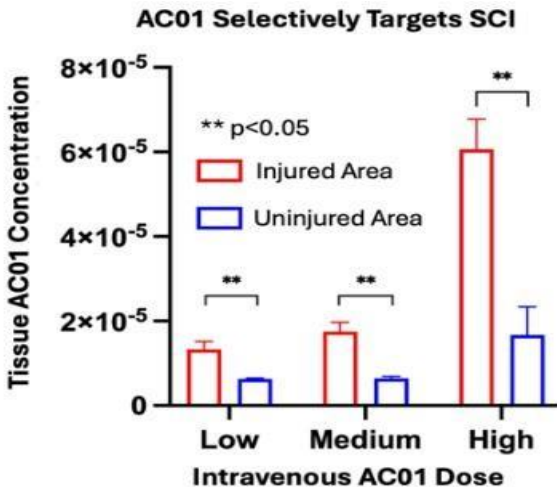 AC01 Selectively Targets SCI
Tissue AC01 Concentration
8×10⁻⁵
6×10⁻⁵
4×10⁻⁵
2×10⁻⁵
0
** p<0.05
Injured Area
Uninjured Area
**
**
**
Low
Medium
High
Intravenous AC01 Dose